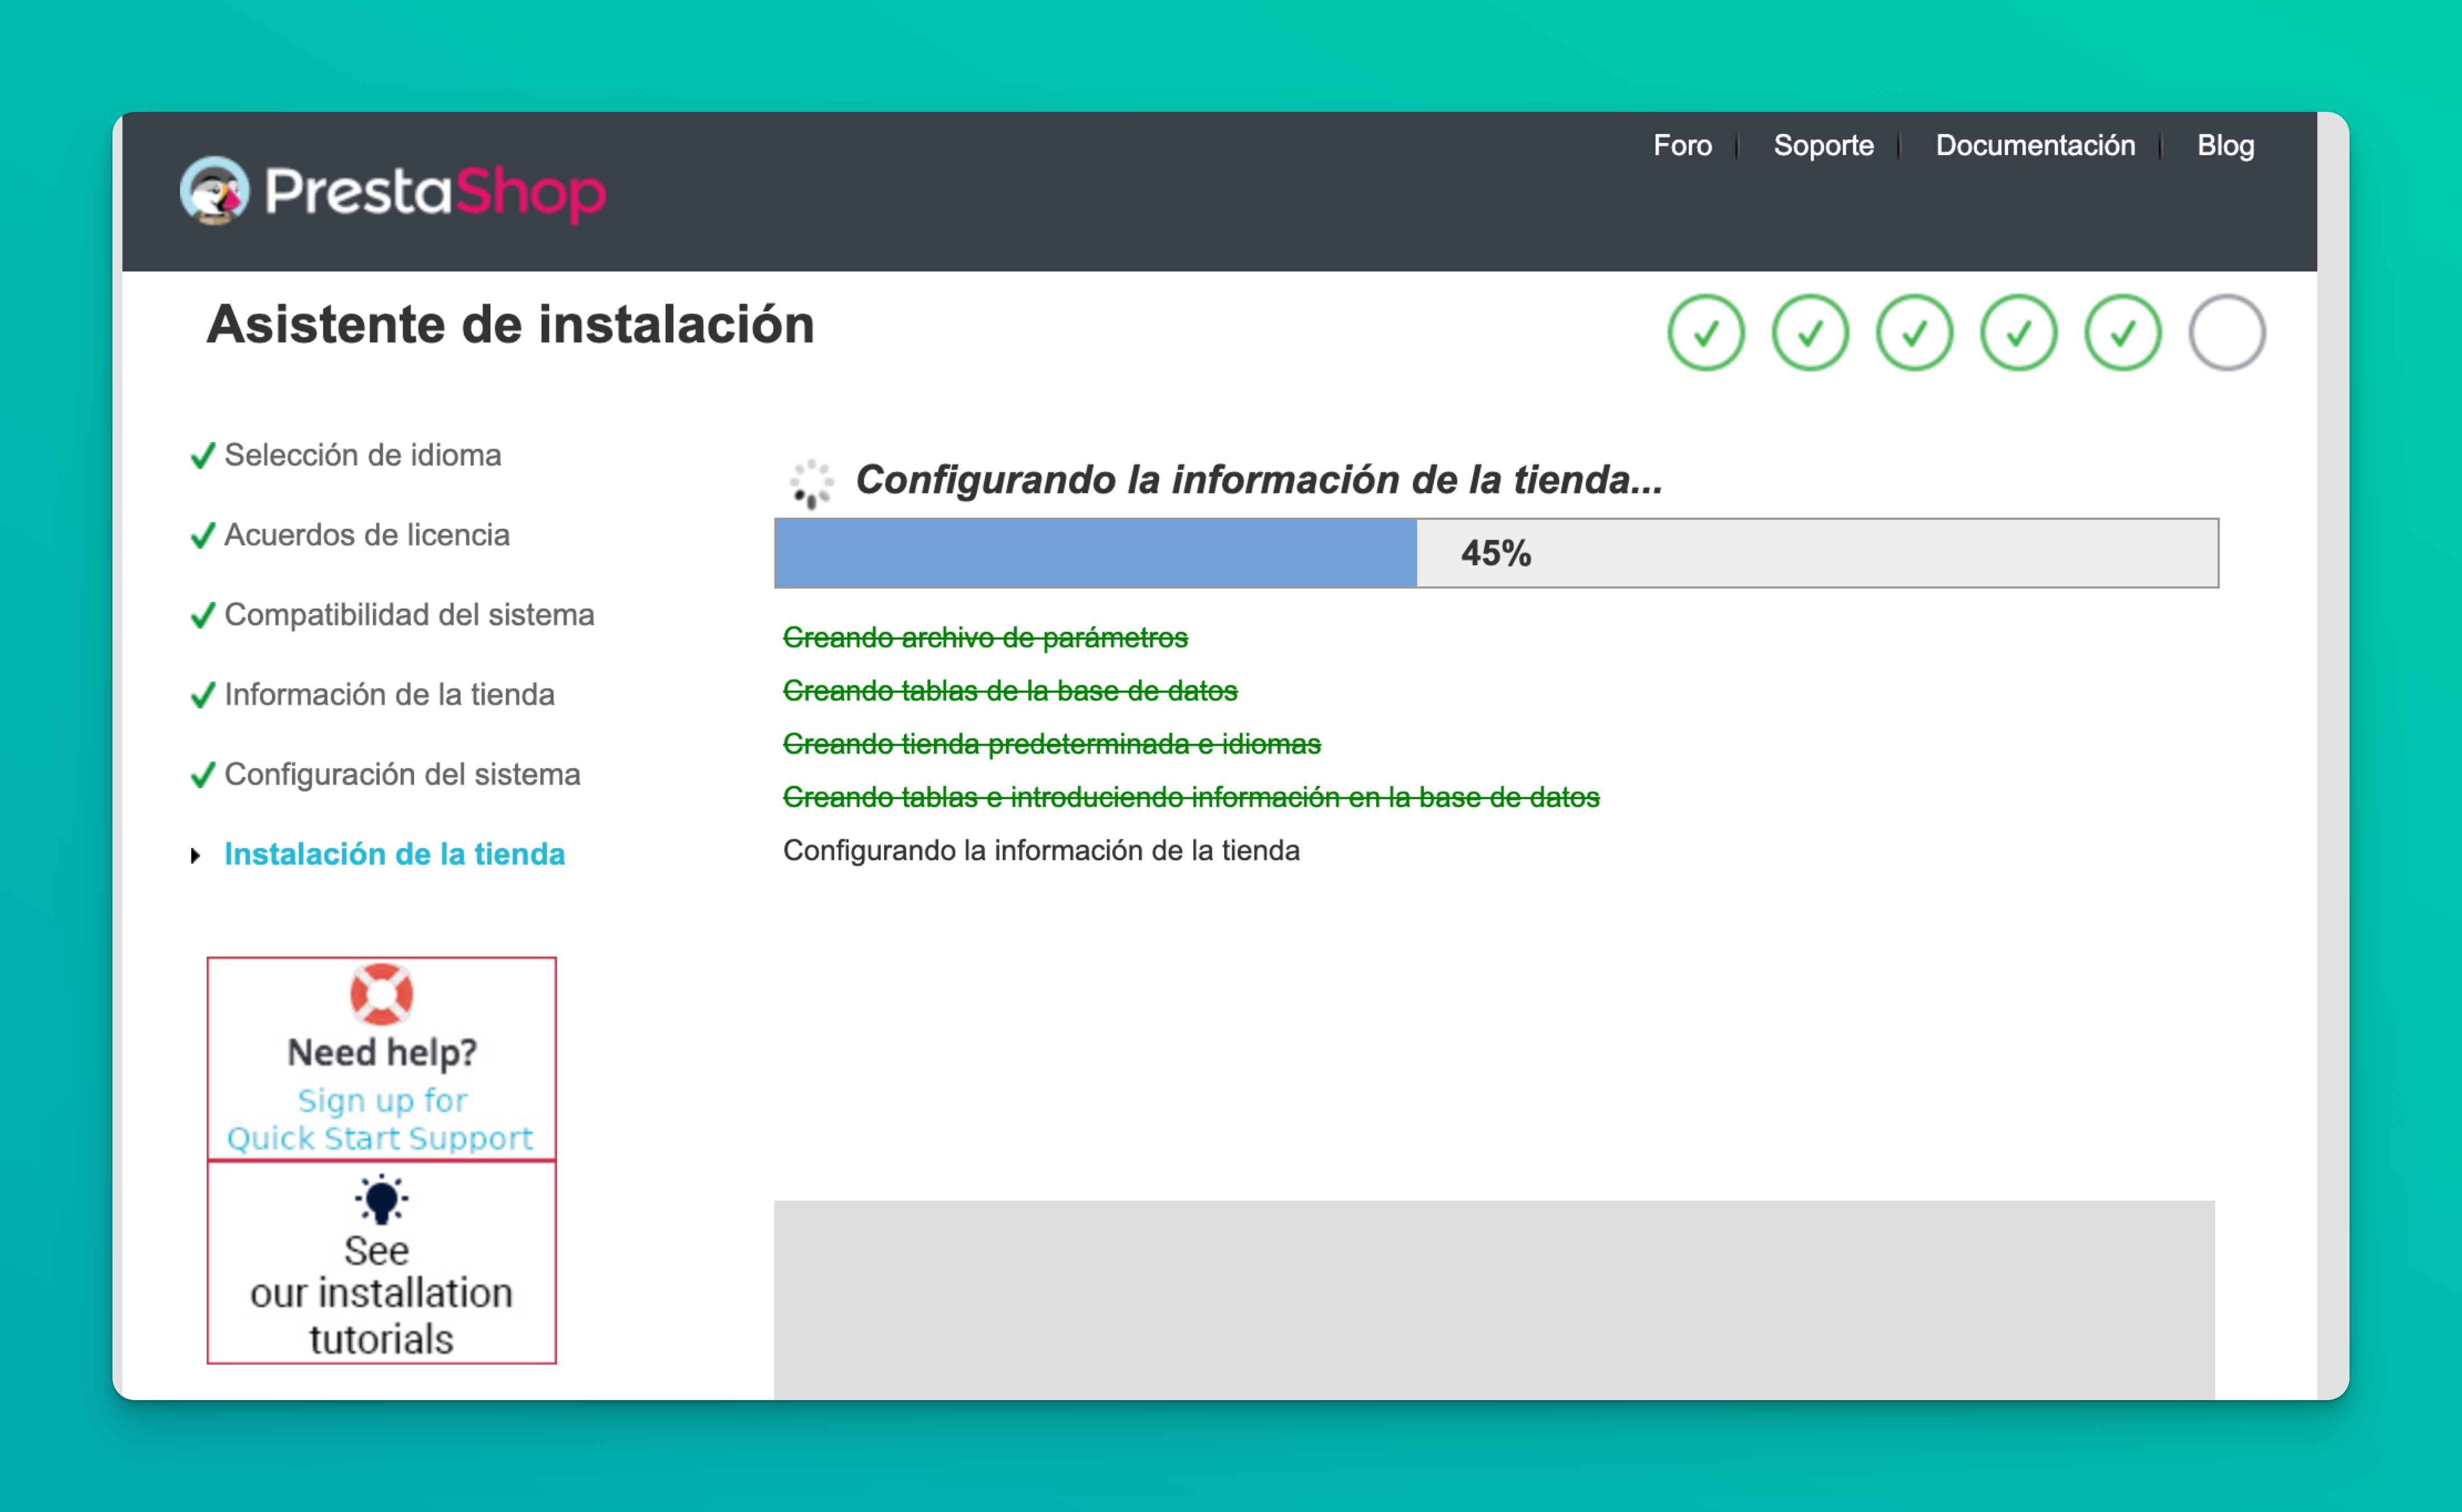 PrestaShop
Foro
Soporte
Documentación
Blog
Asistente de instalación
Selección de idioma
Acuerdos de licencia
Compatibilidad del sistema
Información de la tienda
Configuración del sistema
Instalación de la tienda
Need help?
Sign up for
Quick Start Support
See
our installation
tutorials
Configurando la información de la tienda...
45%
Creando archivo de parámetros
Creando tablas de la base de datos
Creando tienda predeterminada e idiomas
Creando tablas e introduciendo información en la base de datos
Configurando la información de la tienda